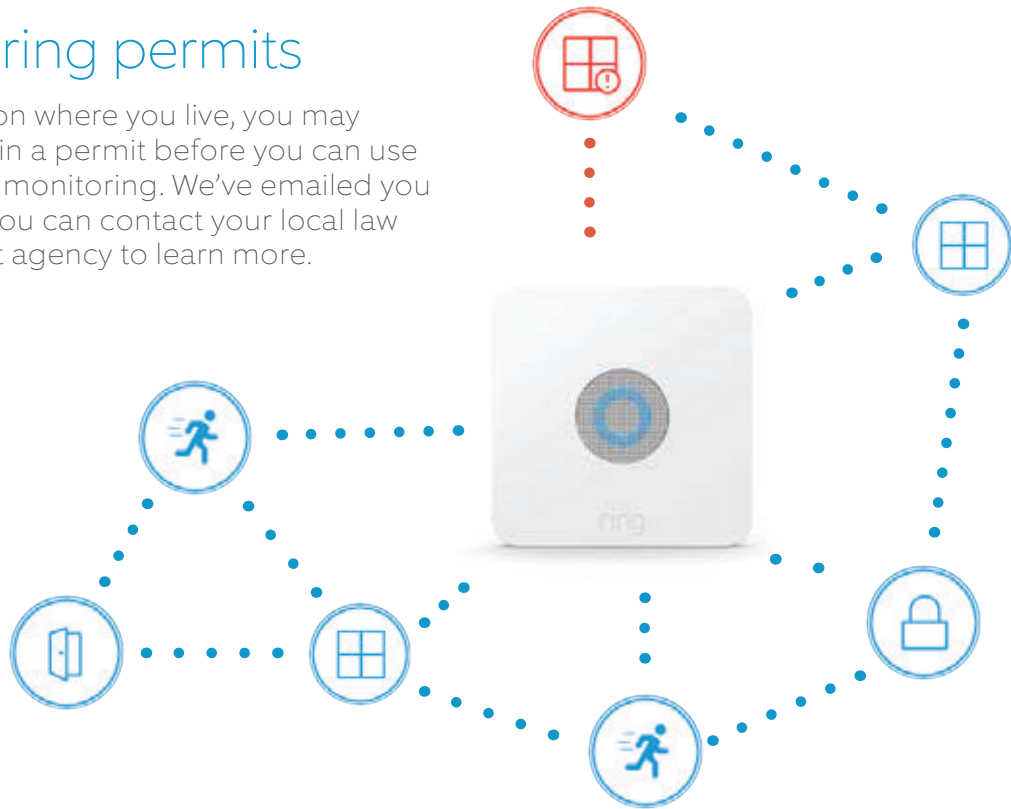 ring permits
on where you live, you may
in a permit before you can use
monitoring. We've emailed you
ou can contact your local law
t agency to learn more.
ring